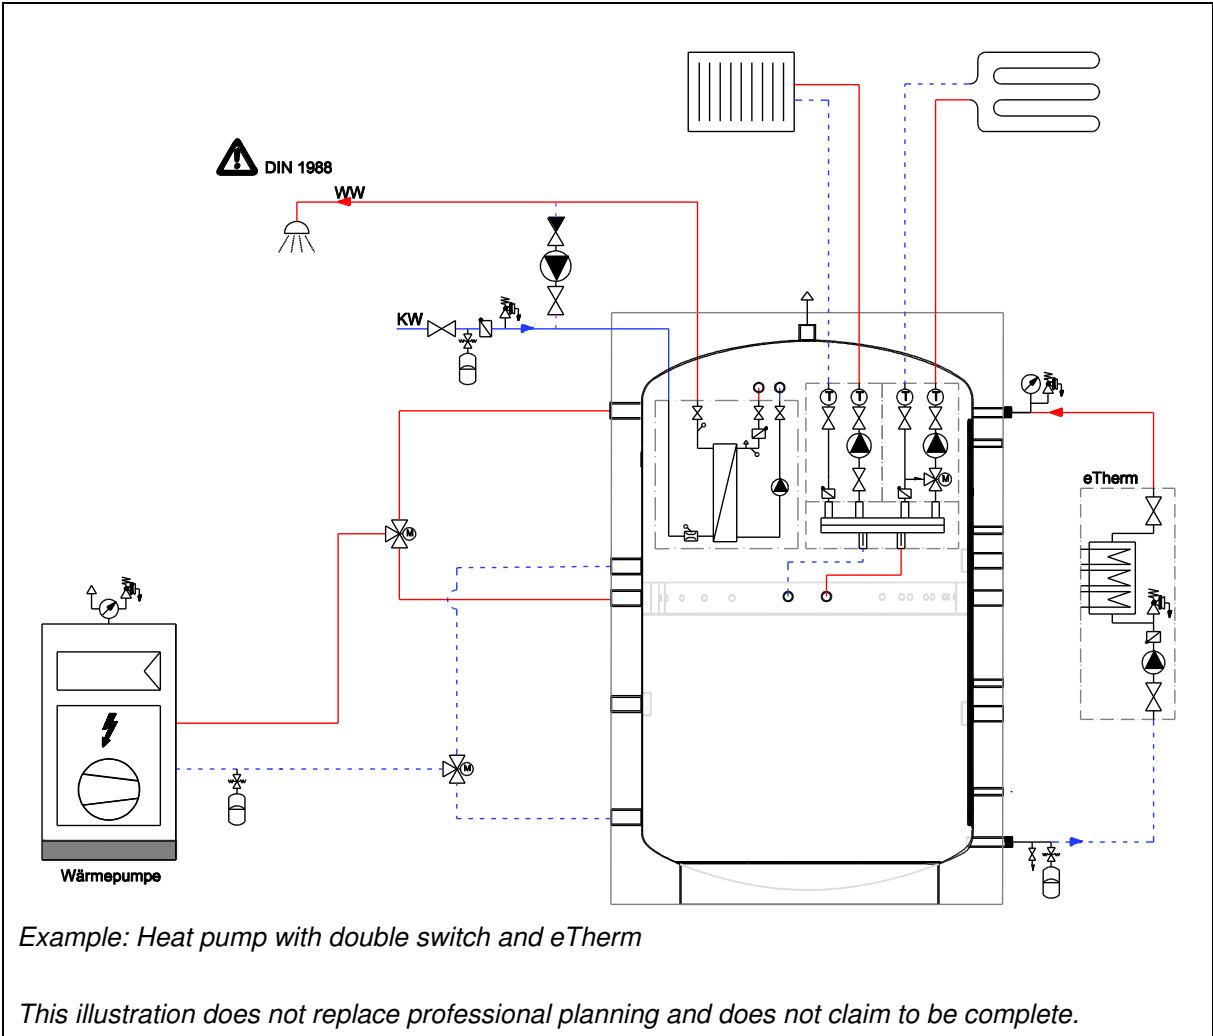 DIN 1988
WW
KW
T T T T
M
eTherm
M
M
Wärmepumpe
Example: Heat pump with double switch and eTherm
This illustration does not replace professional planning and does not claim to be complete.